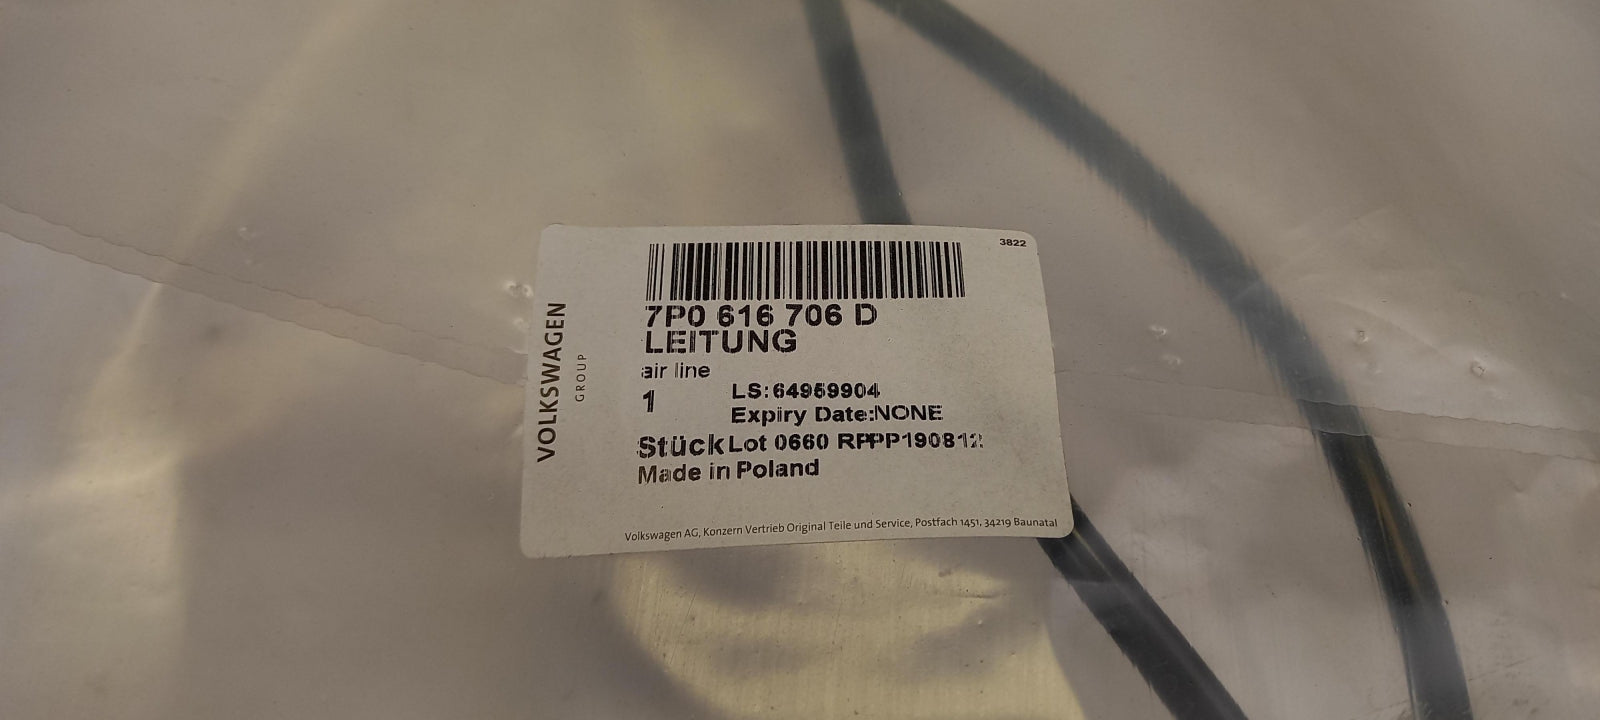 3822
VOLKSWAGEN
GROUP
7P0 616 706 D
LEITUNG
air line
1
LS:64959904
Expiry Date:NONE
Stück Lot 0660 RPPP190812
Made in Poland
Volkswagen AG, Konzern Vertrieb Original Teile und Service, Postfach 1451, 34219 Baunatal